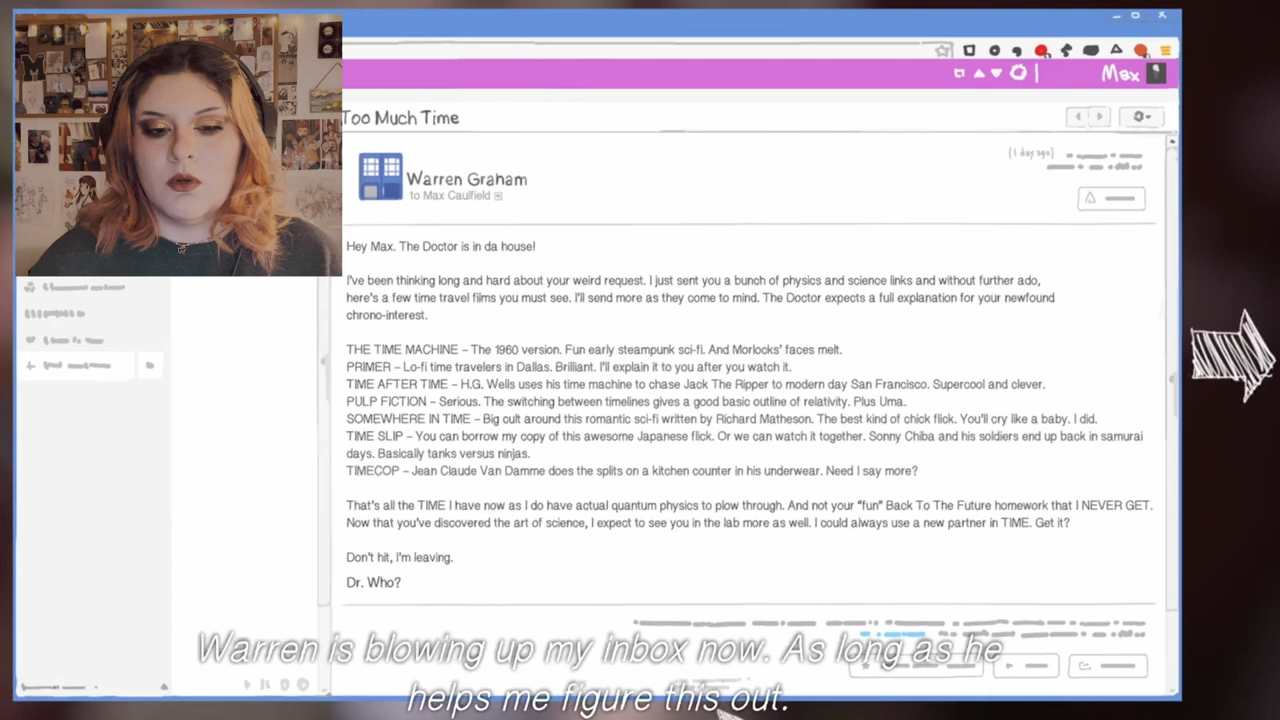 Max
Too Much Time
(1 day ago)
Warren Graham
to Max Caulfield
Hey Max. The Doctor is in da house!
I've been thinking long and hard about your weird request. I just sent you a bunch of physics and science links and without further ado,
here's a few time travel films you must see. I'll send more as they come to mind. The Doctor expects a full explanation for your newfound
chrono-interest.
THE TIME MACHINE – The 1960 version. Fun early steampunk sci-fi. And Morlocks' faces melt.
PRIMER – Lo-fi time travelers in Dallas. Brilliant. I'll explain it to you after you watch it.
TIME AFTER TIME – H.G. Wells uses his time machine to chase Jack The Ripper to modern day San Francisco. Supercool and clever.
PULP FICTION – Serious. The switching between timelines gives a good basic outline of relativity. Plus Uma.
SOMEWHERE IN TIME – Big cult around this romantic sci-fi written by Richard Matheson. The best kind of chick flick. You'll cry like a baby. I did.
TIME SLIP – You can borrow my copy of this awesome Japanese flick. Or we can watch it together. Sonny Chiba and his soldiers end up back in samurai
days. Basically tanks versus ninjas.
TIMECOP – Jean Claude Van Damme does the splits on a kitchen counter in his underwear. Need I say more?
That's all the TIME I have now as I do have actual quantum physics to plow through. And not your "fun" Back To The Future homework that I NEVER GET.
Now that you've discovered the art of science, I expect to see you in the lab more as well. I could always use a new partner in TIME. Get it?
Don't hit, I'm leaving.
Dr. Who?
Warren is blowing up my inbox now. As long as he
helps me figure this out.